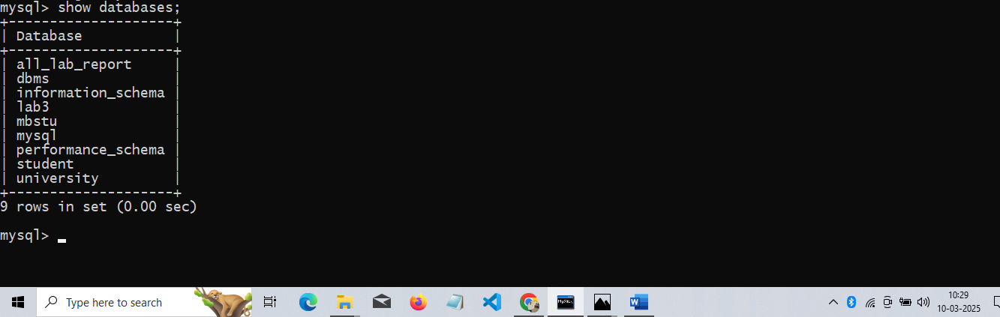 mysql> show databases;
+--------------------+
| Database           |
+--------------------+
| all_lab_report     |
| dbms               |
| information_schema |
| lab3               |
| mbstu              |
| mysql              |
| performance_schema |
| student            |
| university         |
+--------------------+
9 rows in set (0.00 sec)
mysql>
Type here to search
10:29
10-03-2025